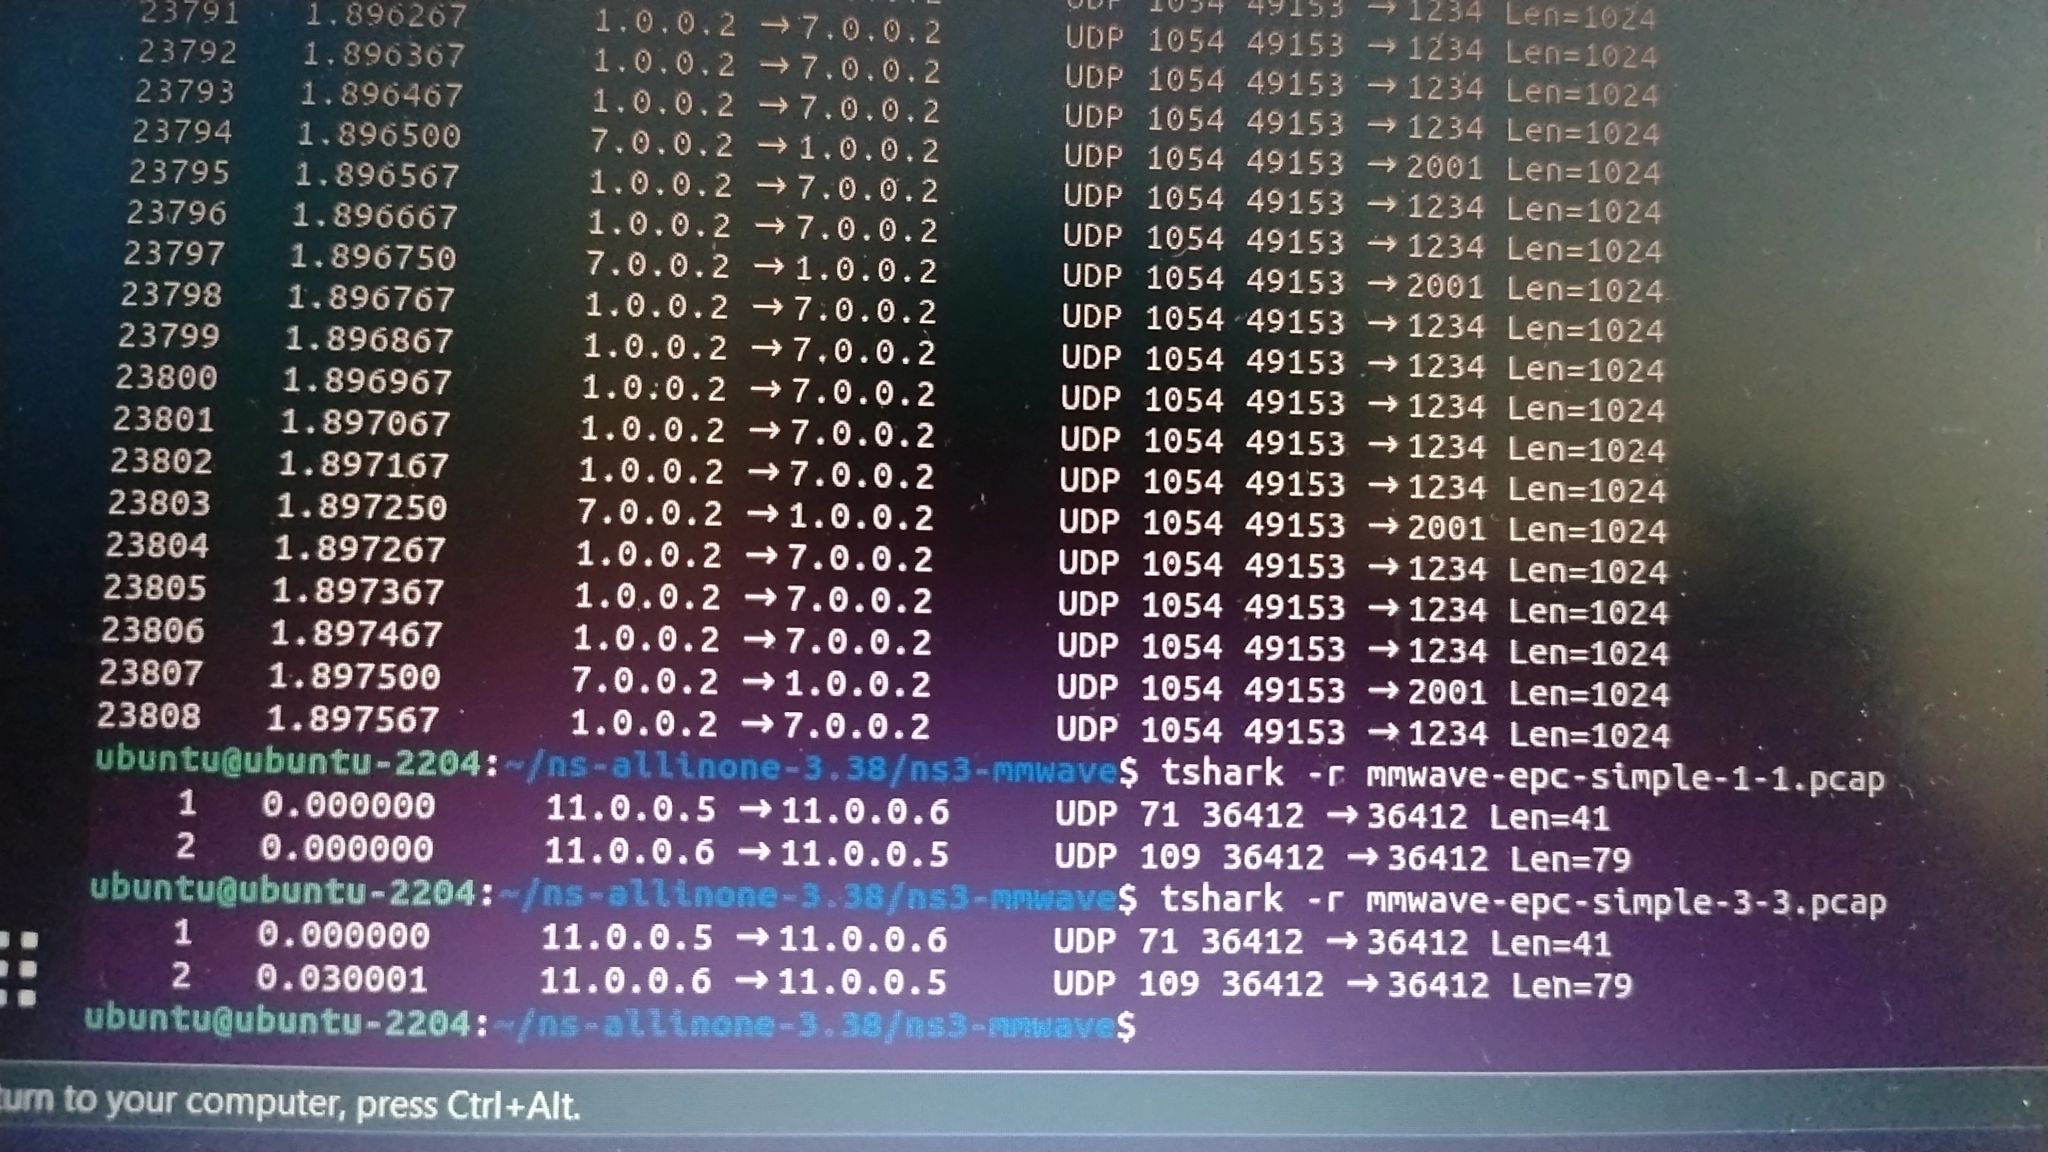 23791 1.896267 1.0.0.2 → 7.0.0.2 UDP 1054 49153 → 1234 Len=1024
23792 1.896367 1.0.0.2 → 7.0.0.2 UDP 1054 49153 → 1234 Len=1024
23793 1.896467 1.0.0.2 → 7.0.0.2 UDP 1054 49153 → 1234 Len=1024
23794 1.896500 7.0.0.2 → 1.0.0.2 UDP 1054 49153 → 2001 Len=1024
23795 1.896567 1.0.0.2 → 7.0.0.2 UDP 1054 49153 → 1234 Len=1024
23796 1.896667 1.0.0.2 → 7.0.0.2 UDP 1054 49153 → 1234 Len=1024
23797 1.896750 7.0.0.2 → 1.0.0.2 UDP 1054 49153 → 2001 Len=1024
23798 1.896767 1.0.0.2 → 7.0.0.2 UDP 1054 49153 → 1234 Len=1024
23799 1.896867 1.0.0.2 → 7.0.0.2 UDP 1054 49153 → 1234 Len=1024
23800 1.896967 1.0.0.2 → 7.0.0.2 UDP 1054 49153 → 1234 Len=1024
23801 1.897067 1.0.0.2 → 7.0.0.2 UDP 1054 49153 → 1234 Len=1024
23802 1.897167 1.0.0.2 → 7.0.0.2 UDP 1054 49153 → 1234 Len=1024
23803 1.897250 7.0.0.2 → 1.0.0.2 UDP 1054 49153 → 2001 Len=1024
23804 1.897267 1.0.0.2 → 7.0.0.2 UDP 1054 49153 → 1234 Len=1024
23805 1.897367 1.0.0.2 → 7.0.0.2 UDP 1054 49153 → 1234 Len=1024
23806 1.897467 1.0.0.2 → 7.0.0.2 UDP 1054 49153 → 1234 Len=1024
23807 1.897500 7.0.0.2 → 1.0.0.2 UDP 1054 49153 → 2001 Len=1024
23808 1.897567 1.0.0.2 → 7.0.0.2 UDP 1054 49153 → 1234 Len=1024
ubuntu@ubuntu-2204:~/ns-allinone-3.38/ns3-mmwave$ tshark -r mmwave-epc-simple-1-1.pcap
1 0.000000 11.0.0.5 → 11.0.0.6 UDP 71 36412 → 36412 Len=41
2 0.000000 11.0.0.6 → 11.0.0.5 UDP 109 36412 → 36412 Len=79
ubuntu@ubuntu-2204:~/ns-allinone-3.38/ns3-mmwave$ tshark -r mmwave-epc-simple-3-3.pcap
1 0.000000 11.0.0.5 → 11.0.0.6 UDP 71 36412 → 36412 Len=41
2 0.030001 11.0.0.6 → 11.0.0.5 UDP 109 36412 → 36412 Len=79
ubuntu@ubuntu-2204:~/ns-allinone-3.38/ns3-mmwave$
turn to your computer, press Ctrl+Alt.